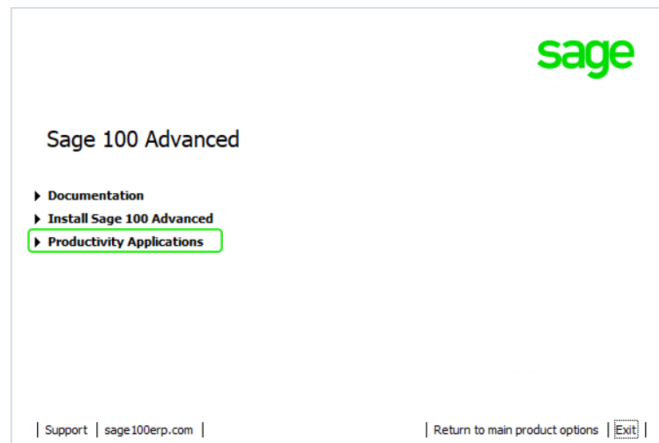 sage
Sage 100 Advanced
Documentation
Install Sage 100 Advanced
Productivity Applications
Support | sage100erp.com | Return to main product options | Exit |